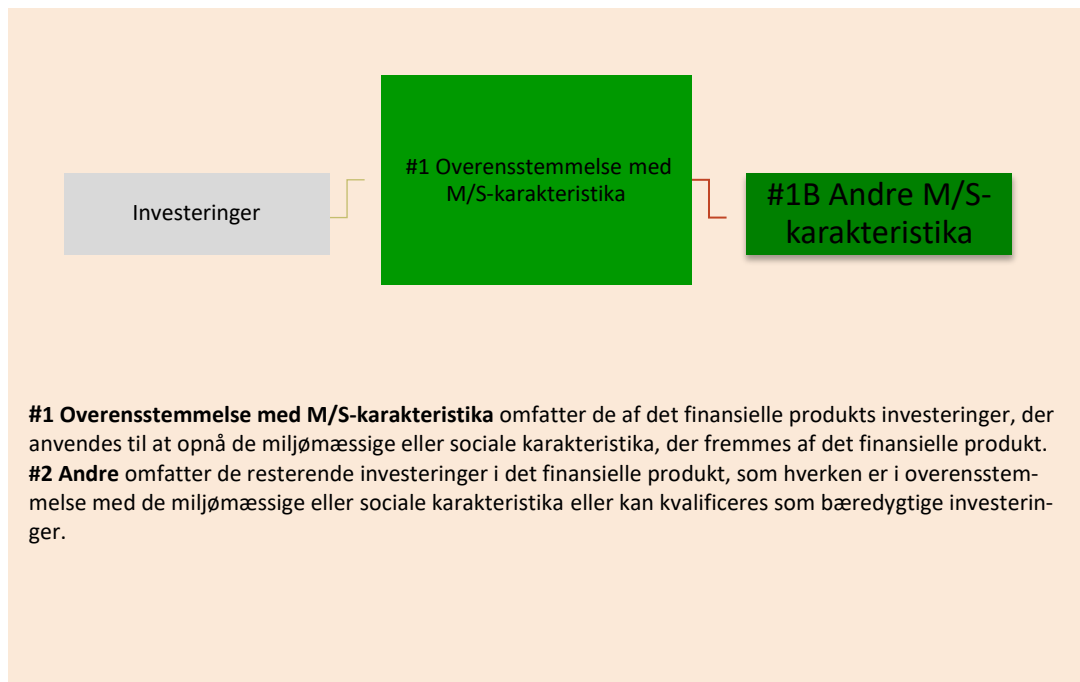 Investeringer
#1 Overensstemmelse med
M/S-karakteristika
#1B Andre M/S-
karakteristika
#1 Overensstemmelse med M/S-karakteristika omfatter de af det finansielle produkts investeringer, der
anvendes til at opnå de miljømæssige eller sociale karakteristika, der fremmes af det finansielle produkt.
#2 Andre omfatter de resterende investeringer i det finansielle produkt, som hverken er i overensstem-
melse med de miljømæssige eller sociale karakteristika eller kan kvalificeres som bæredygtige investerin-
ger.